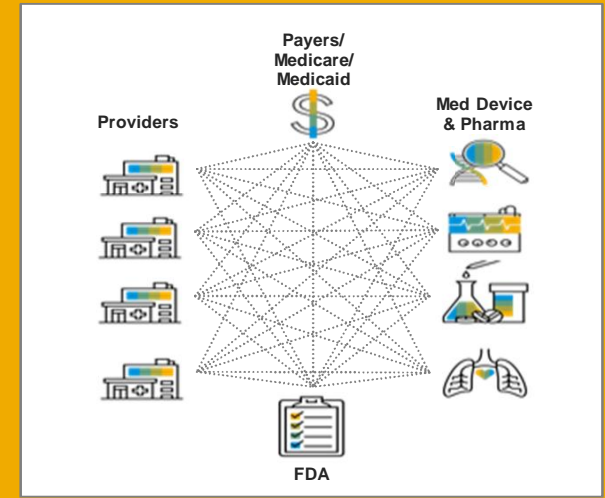 Payers/
Medicare/
Medicaid
Providers
Med Device
& Pharma
FDA